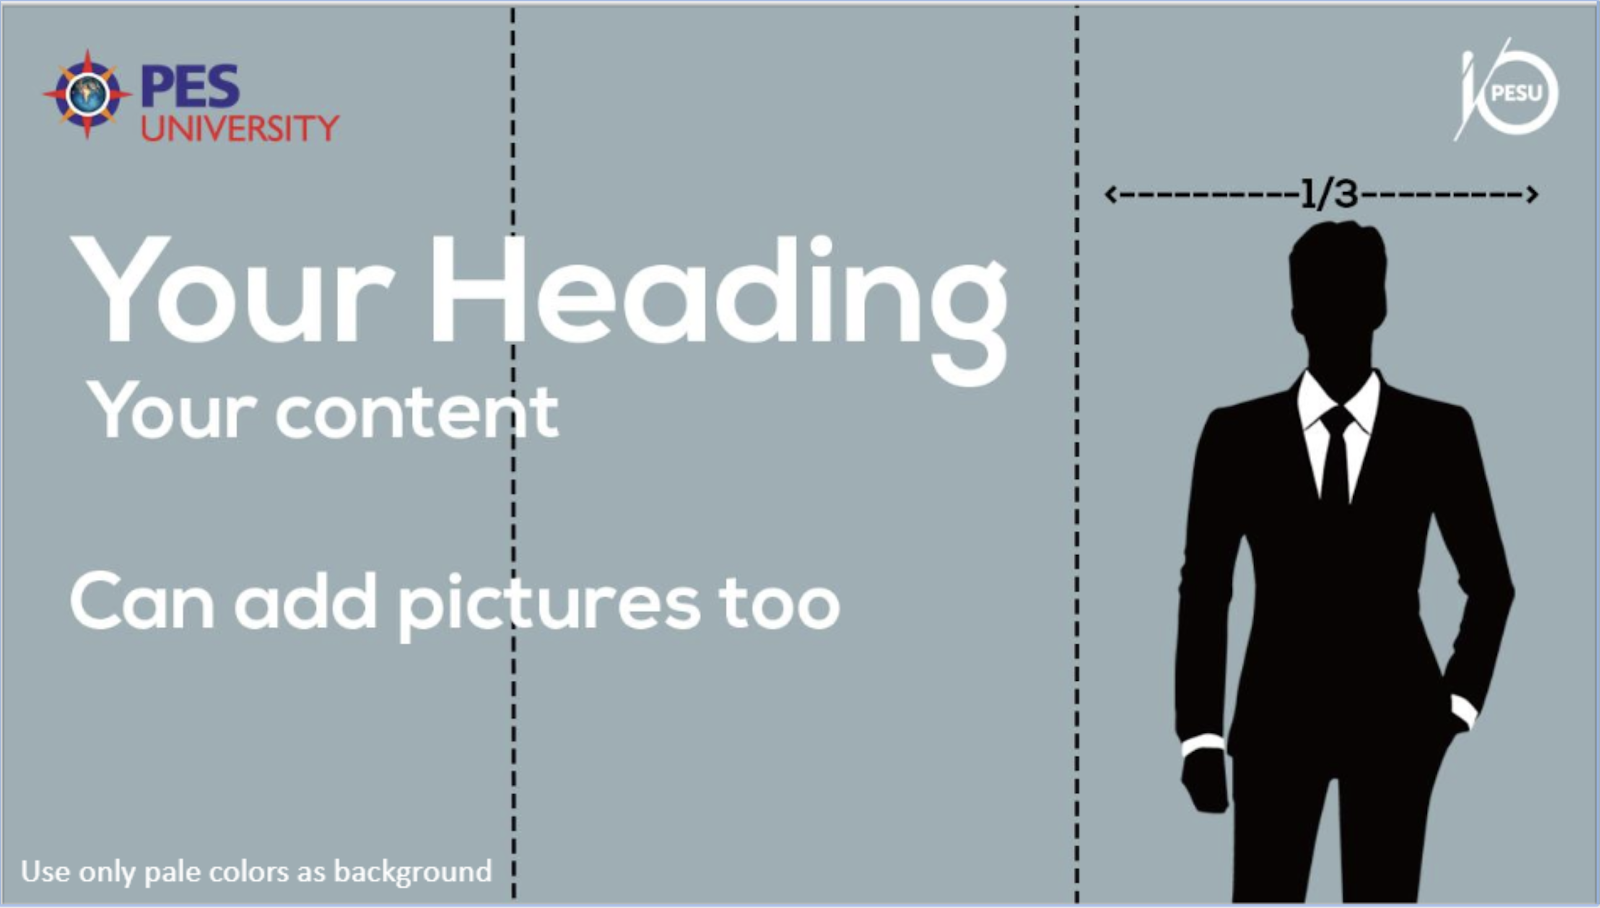 PES
UNIVERSITY
PESU
1/3
Your Heading
Your content
Can add pictures too
Use only pale colors as background